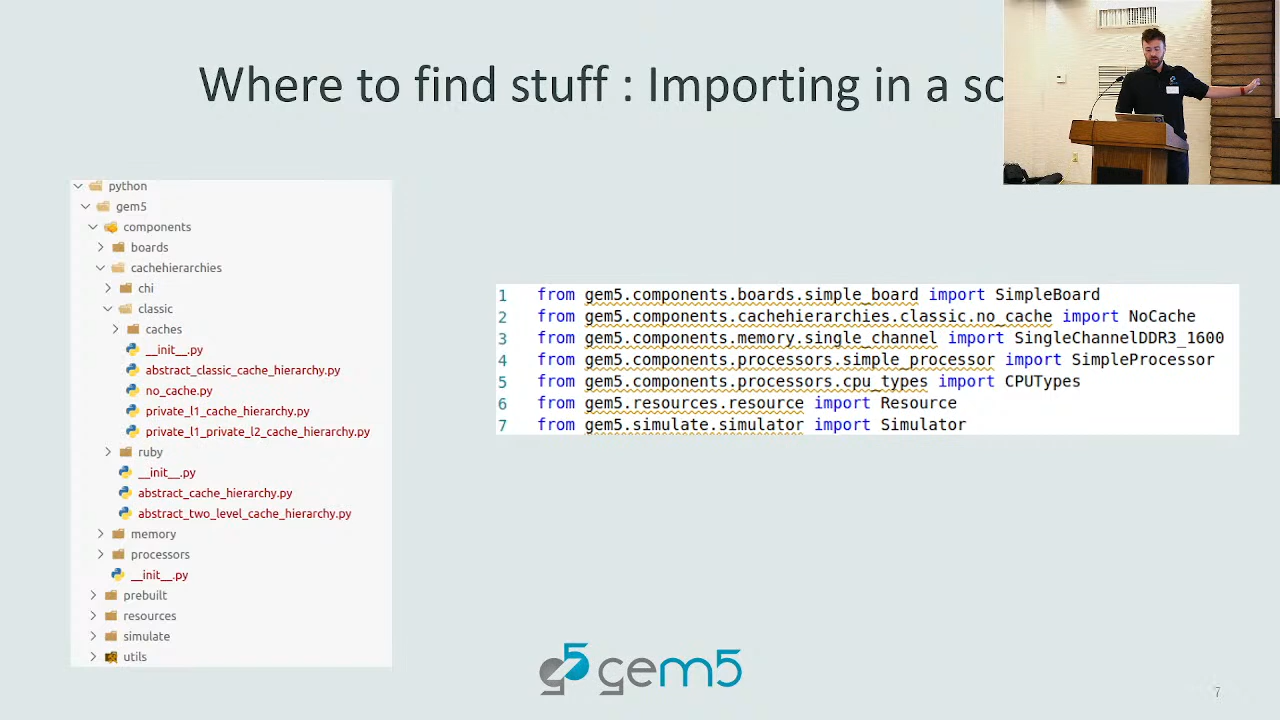 Where to find stuff : Importing in a sc
python
gem5
components
boards
cachehierarchies
chi
classic
caches
__init__.py
abstract_classic_cache_hierarchy.py
no_cache.py
private_l1_cache_hierarchy.py
private_l1_private_l2_cache_hierarchy.py
ruby
__init__.py
abstract_cache_hierarchy.py
abstract_two_level_cache_hierarchy.py
memory
processors
__init__.py
prebuilt
resources
simulate
utils
1 from gem5.components.boards.simple_board import SimpleBoard
2 from gem5.components.cachehierarchies.classic.no_cache import NoCache
3 from gem5.components.memory.single_channel import SingleChannelDDR3_1600
4 from gem5.components.processors.simple_processor import SimpleProcessor
5 from gem5.components.processors.cpu_types import CPUTypes
6 from gem5.resources.resource import Resource
7 from gem5.simulate.simulator import Simulator
g5 gem5
7